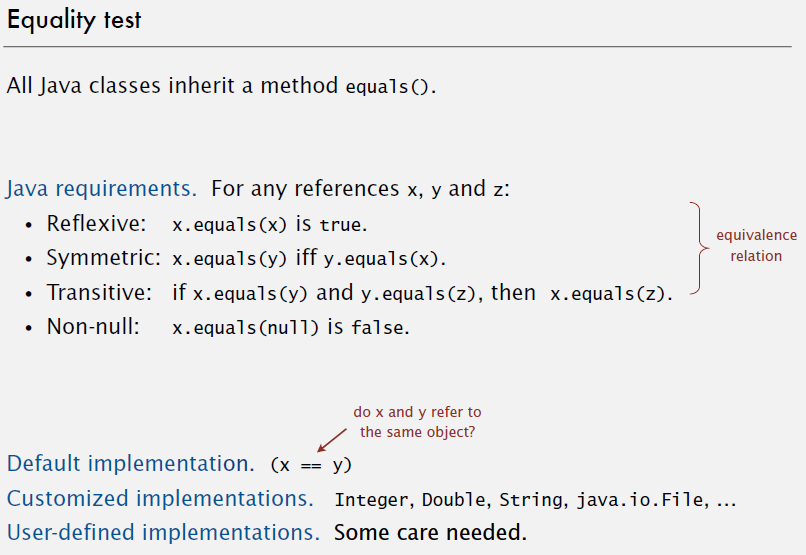 Equality test
All Java classes inherit a method equals().
Java requirements. For any references x, y and z:
• Reflexive: x.equals(x) is true.
• Symmetric: x.equals(y) iff y.equals(x).
• Transitive: if x.equals(y) and y.equals(z), then x.equals(z).
• Non-null: x.equals(null) is false.
equivalence
relation
do x and y refer to
the same object?
Default implementation. (x == y)
Customized implementations. Integer, Double, String, java.io.File, …
User-defined implementations. Some care needed.